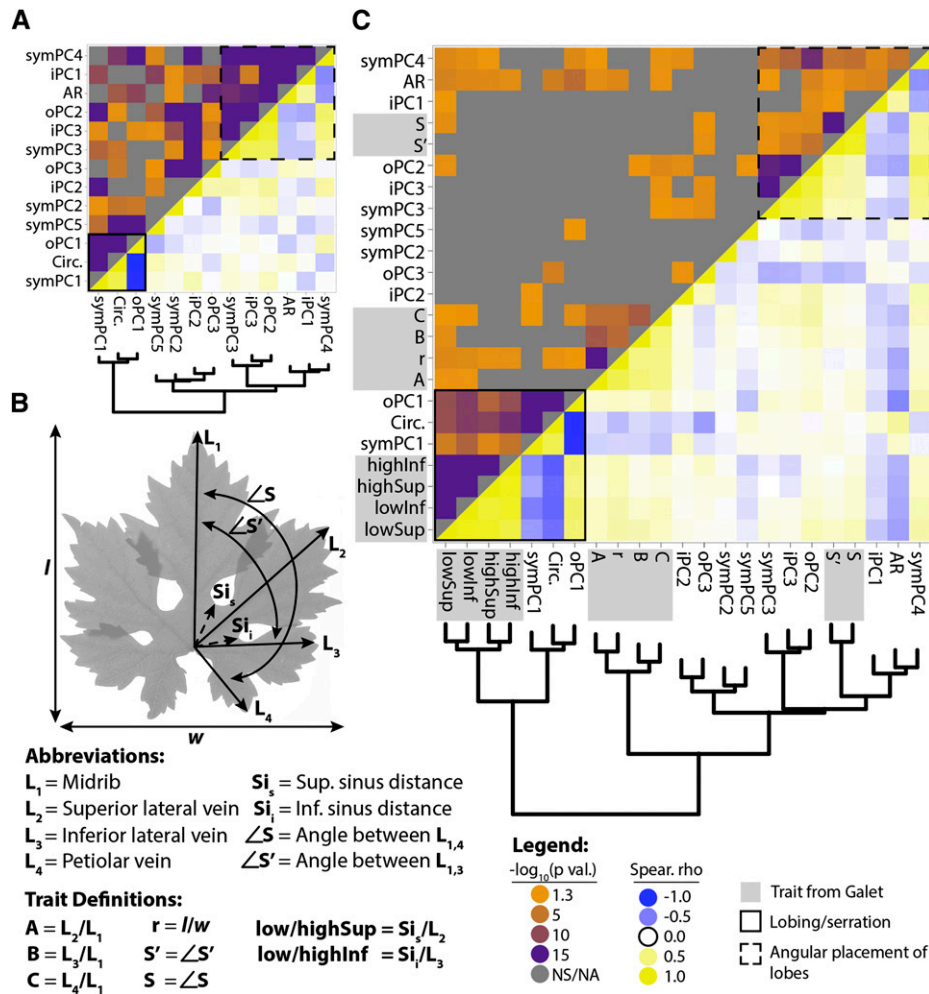 A
symPC4
iPC1
AR
oPC2
iPC3
symPC3
oPC3
iPC2
symPC2
symPC5
oPC1
Circ.
symPC1
symPC1
Circ.
oPC1
symPC5
symPC2
iPC2
oPC3
symPC3
iPC3
oPC2
AR
iPC1
symPC4
B
l
w
L1
L2
L3
L4
∠S
∠S'
Sis
Sii
Abbreviations:
L1 = Midrib
L2 = Superior lateral vein
L3 = Inferior lateral vein
L4 = Petiolar vein
Sis = Sup. sinus distance
Sii = Inf. sinus distance
∠S = Angle between L1,4
∠S' = Angle between L1,3
Trait Definitions:
A = L2/L1
B = L3/L1
C = L4/L1
r = l/w
S' = ∠S'
S = ∠S
low/highSup = Sis/L2
low/highInf = Sii/L3
C
symPC4
AR
iPC1
S
S'
oPC2
iPC3
symPC3
symPC5
symPC2
oPC3
iPC2
C
B
r
A
oPC1
Circ.
symPC1
highInf
highSup
lowInf
lowSup
lowSup
lowInf
highSup
highInf
symPC1
Circ.
oPC1
A
r
B
C
iPC2
oPC3
symPC2
symPC5
symPC3
iPC3
oPC2
S'
S
iPC1
AR
symPC4
Legend:
-log10(p val.)
1.3
5
10
15
NS/NA
Spear. rho
-1.0
-0.5
0.0
0.5
1.0
Trait from Galet
Lobing/serration
Angular placement of
lobes